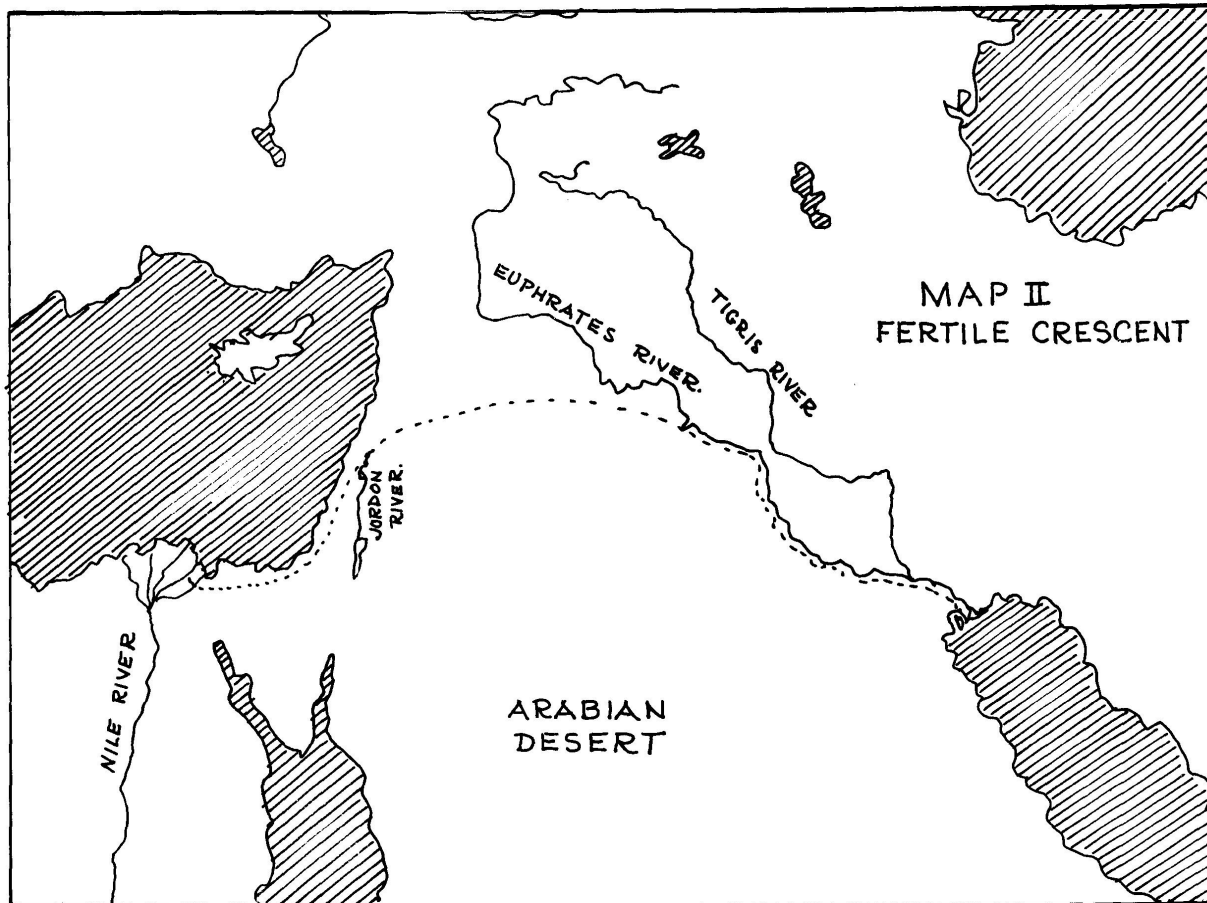 MAP II
FERTILE CRESCENT
EUPHRATES RIVER.
TIGRIS RIVER
JORDON
RIVER.
NILE RIVER
ARABIAN
DESERT